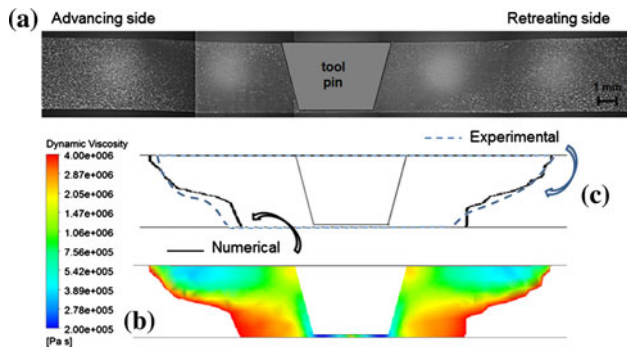 Advancing side
Retreating side
(a)
tool
pin
1 mm
Dynamic Viscosity
4.00e+006
2.87e+006
2.05e+006
1.47e+006
1.06e+006
7.56e+005
5.42e+005
3.88e+005
2.78e+005
2.00e+005
[Pa s]
Experimental
(c)
Numerical
(b)